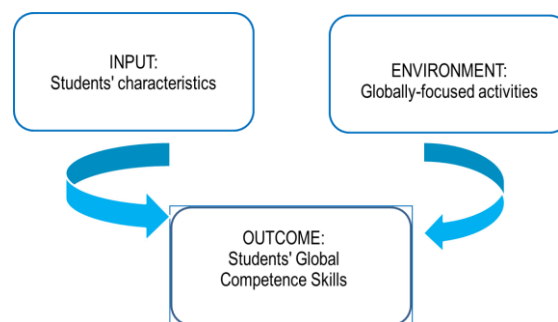 INPUT:
Students' characteristics
ENVIRONMENT:
Globally-focused activities
OUTCOME:
Students' Global
Competence Skills